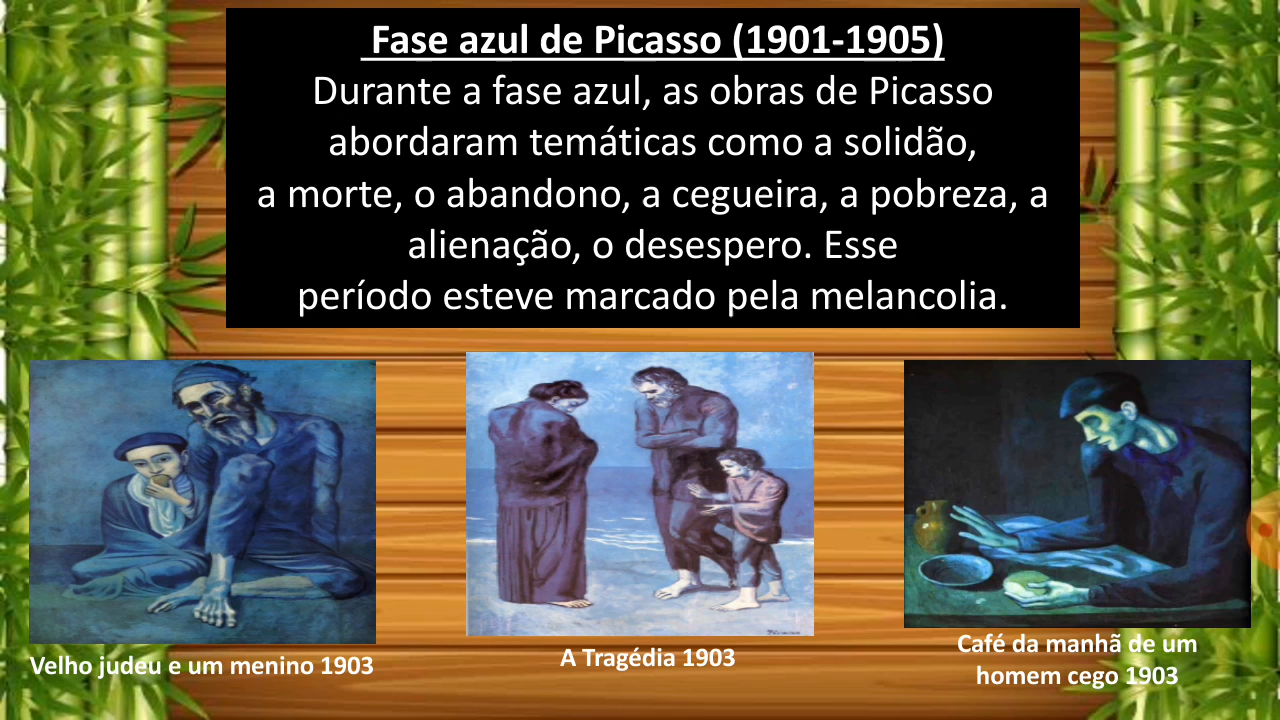 Fase azul de Picasso (1901-1905)
Durante a fase azul, as obras de Picasso
abordaram temáticas como a solidão,
a morte, o abandono, a cegueira, a pobreza, a
alienação, o desespero. Esse
período esteve marcado pela melancolia.
Velho judeu e um menino 1903
A Tragédia 1903
Café da manhã de um
homem cego 1903